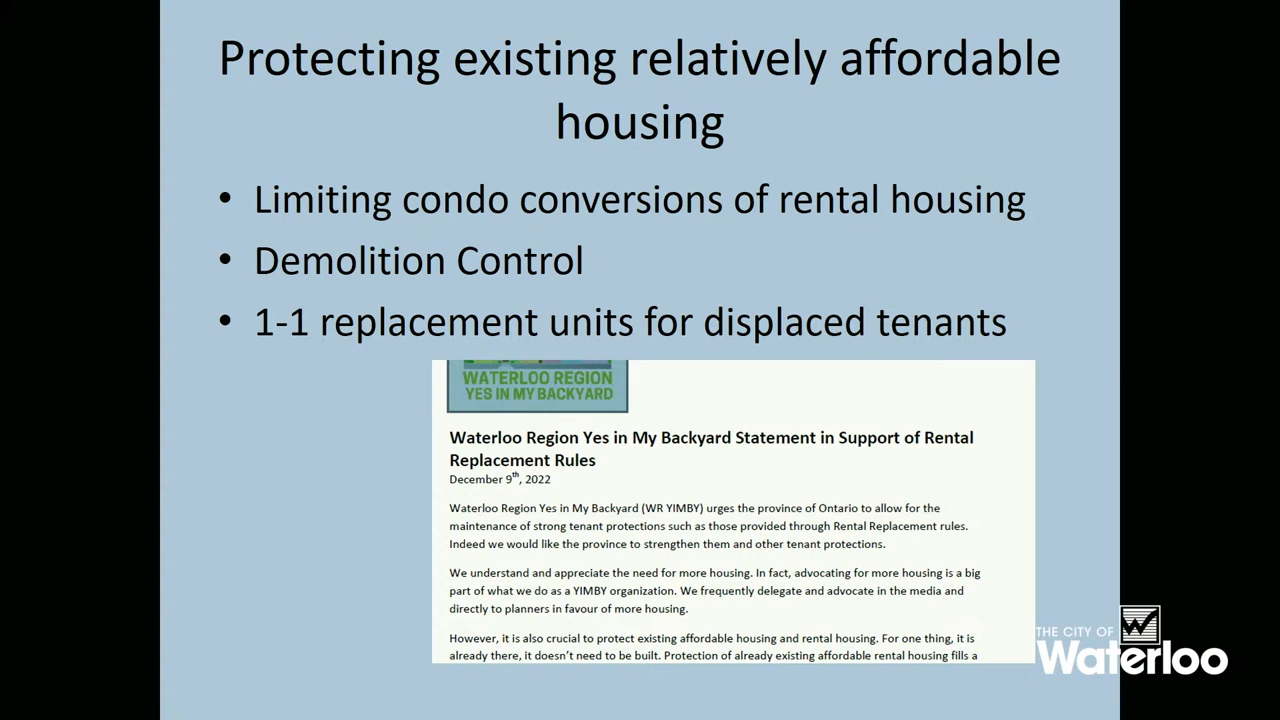 Protecting existing relatively affordable
housing
• Limiting condo conversions of rental housing
• Demolition Control
• 1-1 replacement units for displaced tenants
WATERLOO REGION
YES IN MY BACKYARD
Waterloo Region Yes in My Backyard Statement in Support of Rental
Replacement Rules
December 9th, 2022
Waterloo Region Yes in My Backyard (WR YIMBY) urges the province of Ontario to allow for the
maintenance of strong tenant protections such as those provided through Rental Replacement rules.
Indeed we would like the province to strengthen them and other tenant protections.
We understand and appreciate the need for more housing. In fact, advocating for more housing is a big
part of what we do as a YIMBY organization. We frequently delegate and advocate in the media and
directly to planners in favour of more housing.
However, it is also crucial to protect existing affordable housing and rental housing. For one thing, it is
already there, it doesn't need to be built. Protection of already existing affordable rental housing fills a
THE CITY OF
Waterloo